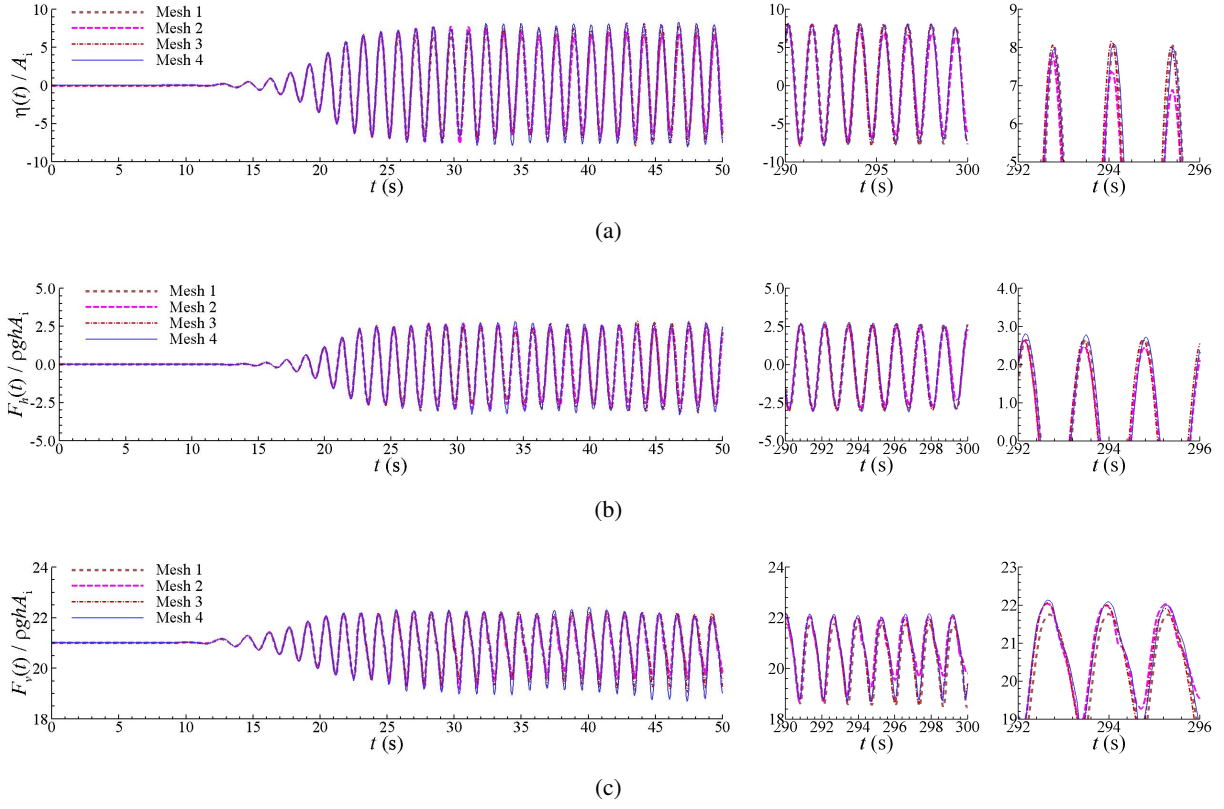 10
5
0
-5
-10
η(t) / A_i
Mesh 1
Mesh 2
Mesh 3
Mesh 4
0 5 10 15 20 25 30 35 40 45 50
t (s)
10
5
0
-5
-10
290 295 300
t (s)
9
8
7
6
5
292 294 296
t (s)
(a)
5.0
2.5
0.0
-2.5
-5.0
F_h(t) / ρghA_i
Mesh 1
Mesh 2
Mesh 3
Mesh 4
0 5 10 15 20 25 30 35 40 45 50
t (s)
5.0
2.5
0.0
-2.5
-5.0
290 292 294 296 298 300
t (s)
4.0
3.0
2.0
1.0
0.0
292 294 296
t (s)
(b)
24
22
20
18
F_v(t) / ρghA_i
Mesh 1
Mesh 2
Mesh 3
Mesh 4
0 5 10 15 20 25 30 35 40 45 50
t (s)
24
22
20
18
290 292 294 296 298 300
t (s)
23
22
21
20
19
292 294 296
t (s)
(c)